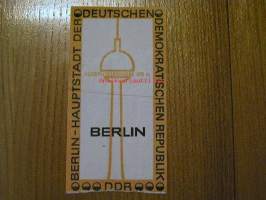 BERLIN-HAUPTSTADT DER
DEUTSCHEN
DEMOKRATISCHEN REPUBLIK
BERLIN
DDR